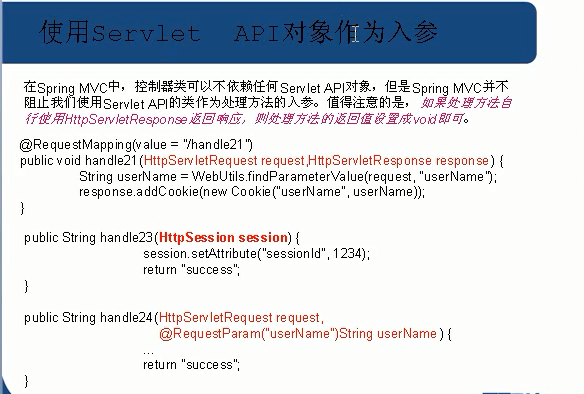 使用Servlet API对象作为入参
在Spring MVC中，控制器类可以不依赖任何Servlet API对象，但是Spring MVC并不
阻止我们使用Servlet API的类作为处理方法的入参。值得注意的是，如果处理方法自
行使用HttpServletResponse返回响应，则处理方法的返回值设置成void即可。
@RequestMapping(value = "/handle21")
public void handle21(HttpServletRequest request,HttpServletResponse response) {
String userName = WebUtils.findParameterValue(request, "userName");
response.addCookie(new Cookie("userName", userName));
}
public String handle23(HttpSession session) {
session.setAttribute("sessionId", 1234);
return "success";
}
public String handle24(HttpServletRequest request,
@RequestParam("userName")String userName ) {
...
return "success";
}